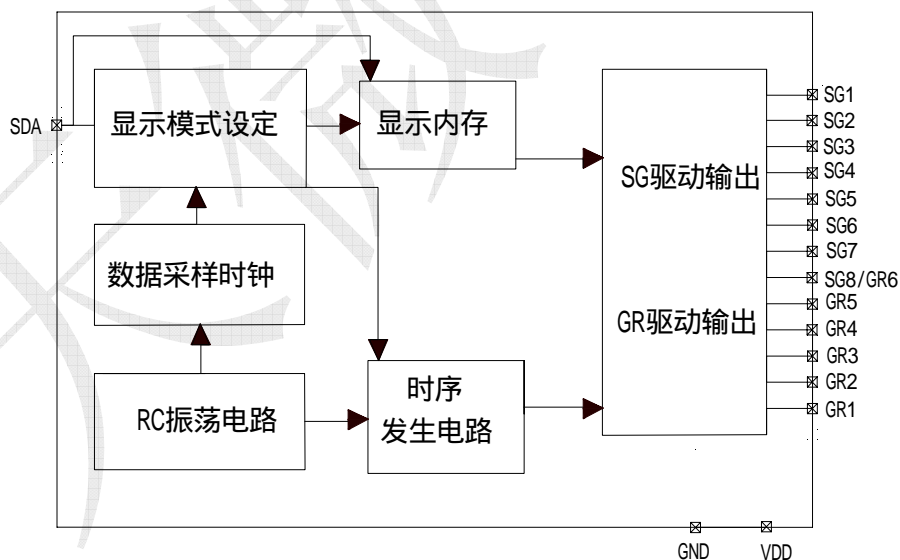 SDA
显示模式设定
显示内存
数据采样时钟
RC振荡电路
时序
发生电路
SG驱动输出
GR驱动输出
SG1
SG2
SG3
SG4
SG5
SG6
SG7
SG8/GR6
GR5
GR4
GR3
GR2
GR1
GND
VDD